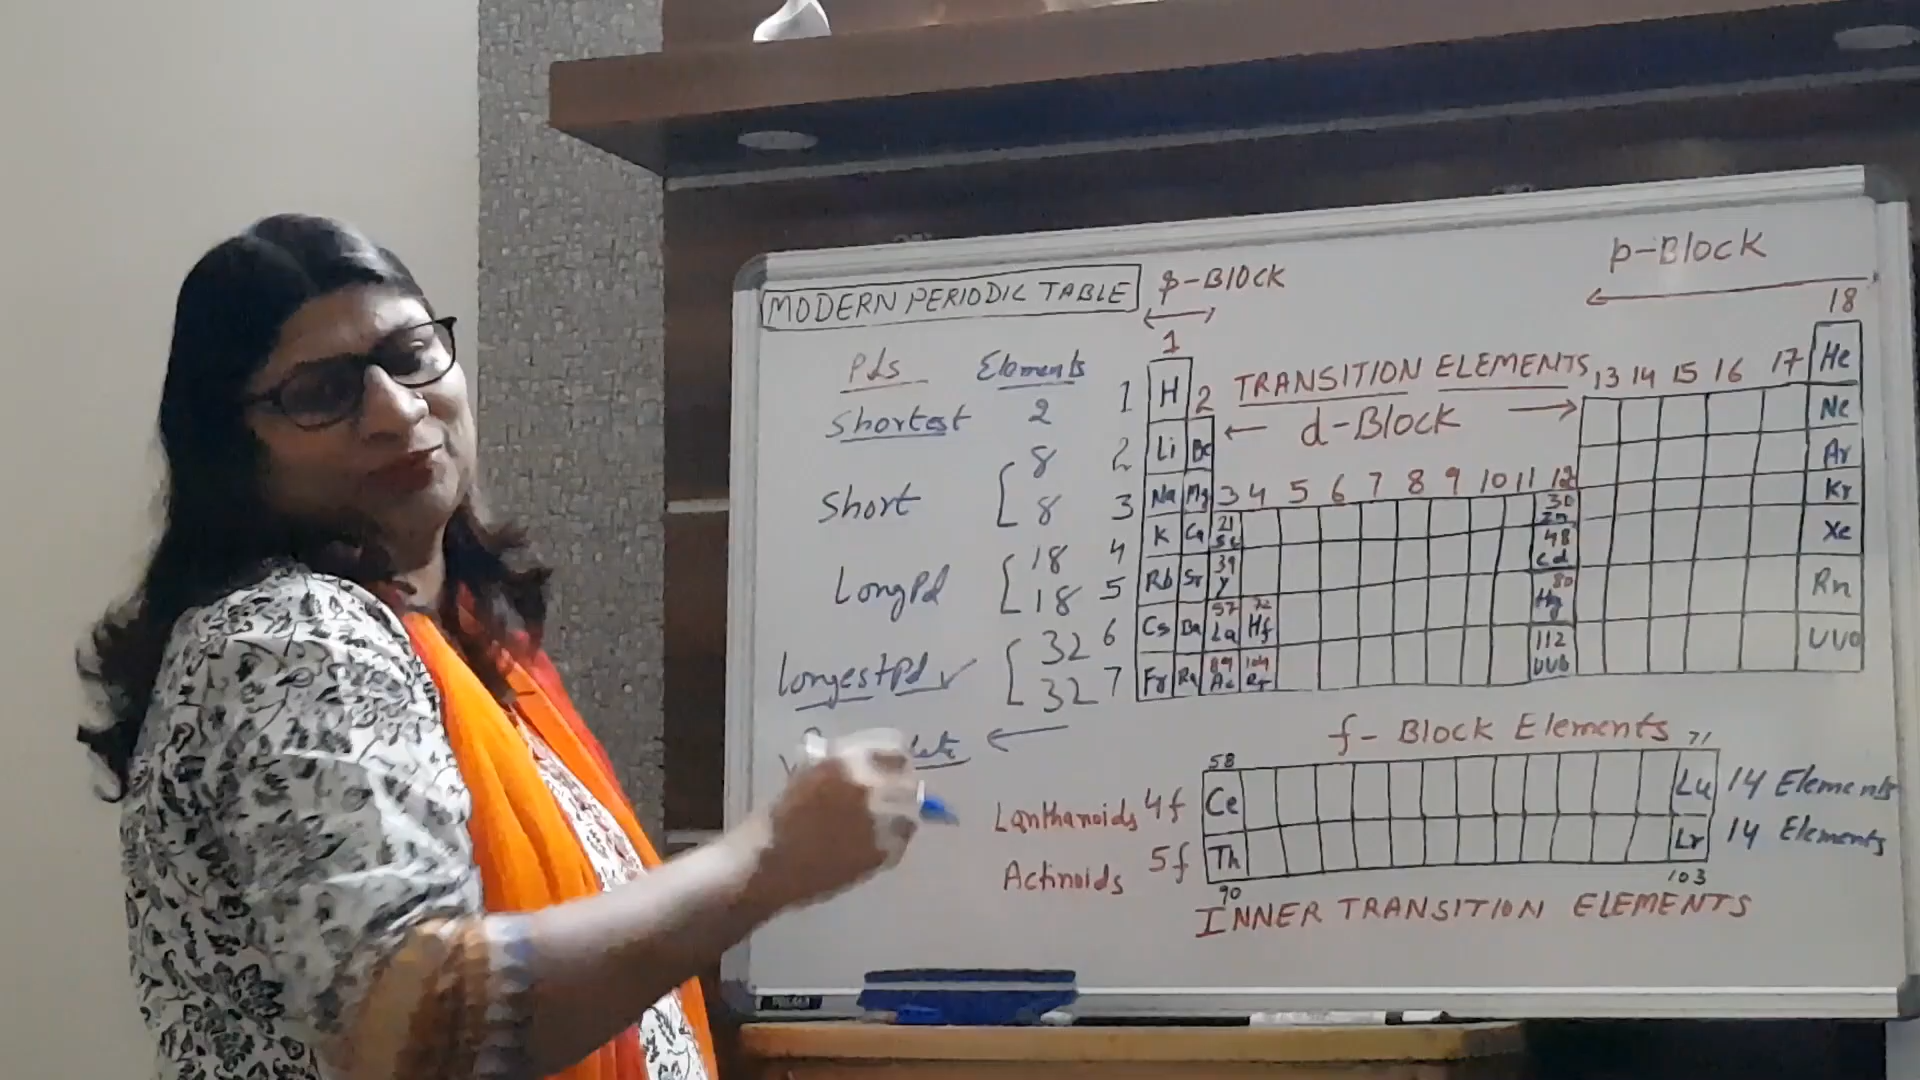 MODERN PERIODIC TABLE
s-BLOCK
p-BLOCK
Pds Elements
Shortest 2
Short 8
8
Long Pd 18
18
Longest Pd ✓ 32
32
1 2 3 4 5 6 7
1 2
TRANSITION ELEMENTS
d-Block
3 4 5 6 7 8 9 10 11 12
13 14 15 16 17 18
H He
Li Be Ne
Na Mg Ar
K Ca 21 Sc 30 Zn Kr
Rb Sr 39 Y 48 Cd Xe
Cs Ba 57 La 72 Hf 80 Hg Rn
Fr Ra 89 Ac 104 Rf 112 UUb UUO
f- Block Elements
58 71
Lanthanoids 4f Ce Lu 14 Elements
Actinoids 5f Th Lr 14 Elements
90 103
INNER TRANSITION ELEMENTS